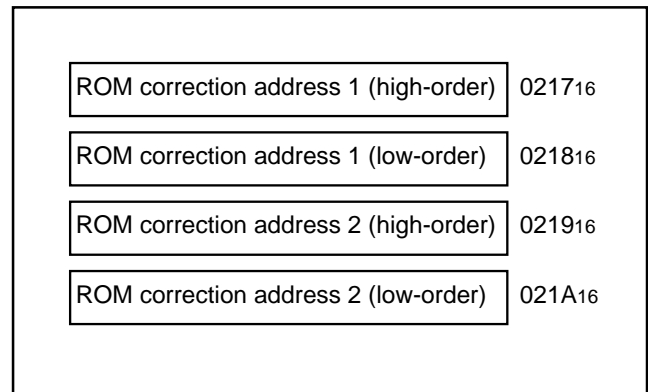 ROM correction address 1 (high-order) 0217₁₆
ROM correction address 1 (low-order) 0218₁₆
ROM correction address 2 (high-order) 0219₁₆
ROM correction address 2 (low-order) 021A₁₆